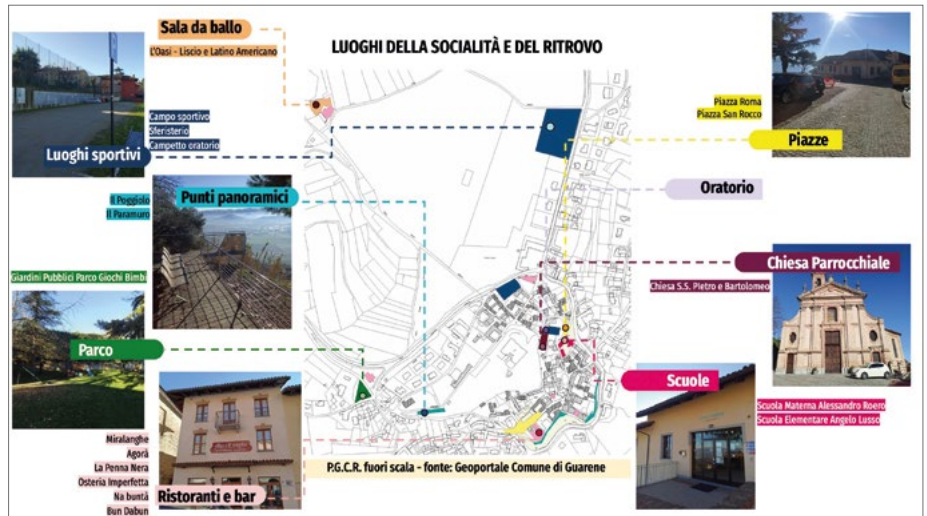 Sala da ballo
L'Oasi - Liscio e Latino Americano
LUOGHI DELLA SOCIALITÀ E DEL RITROVO
Campo sportivo
Sferisterio
Campetto oratorio
Luoghi sportivi
Piazza Roma
Piazza San Rocco
Piazze
Il Poggiolo
Il Paramuro
Punti panoramici
Oratorio
Giardini Pubblici Parco Giochi Bimbi
Parco
Chiesa Parrocchiale
Chiesa S.S. Pietro e Bartolomeo
Scuole
Scuola Materna Alessandro Roero
Scuola Elementare Angelo Lusso
Miralanghe
Agorà
La Penna Nera
Osteria Imperfetta
Na buntà
Bun Dabun
Ristoranti e bar
P.G.C.R. fuori scala - fonte: Geoportale Comune di Guarene